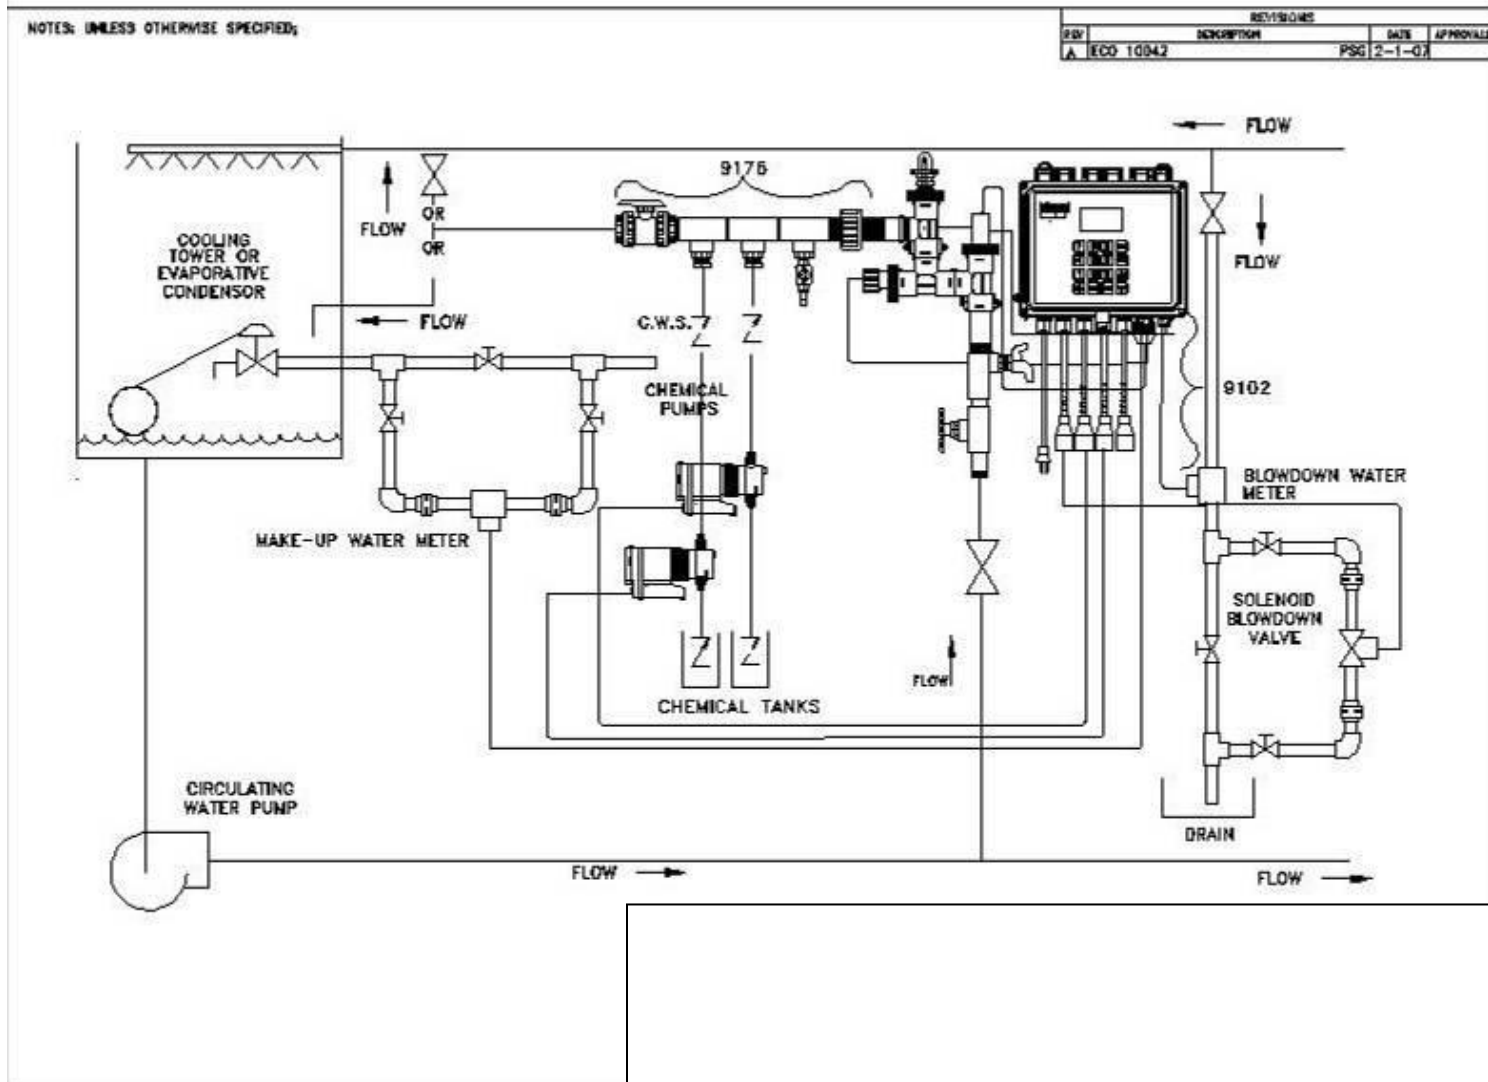 NOTES: UNLESS OTHERWISE SPECIFIED;
REVISIONS
REV DESCRIPTION DATE APPROVAL
A ECO 10042 PSG 2-1-07
FLOW
9175
FLOW
OR
OR
COOLING
TOWER OR
EVAPORATIVE
CONDENSOR
FLOW
FLOW
C.W.S.
CHEMICAL
PUMPS
9102
BLOWDOWN WATER
METER
MAKE-UP WATER METER
SOLENOID
BLOWDOWN
VALVE
FLOW
CHEMICAL TANKS
CIRCULATING
WATER PUMP
DRAIN
FLOW
FLOW